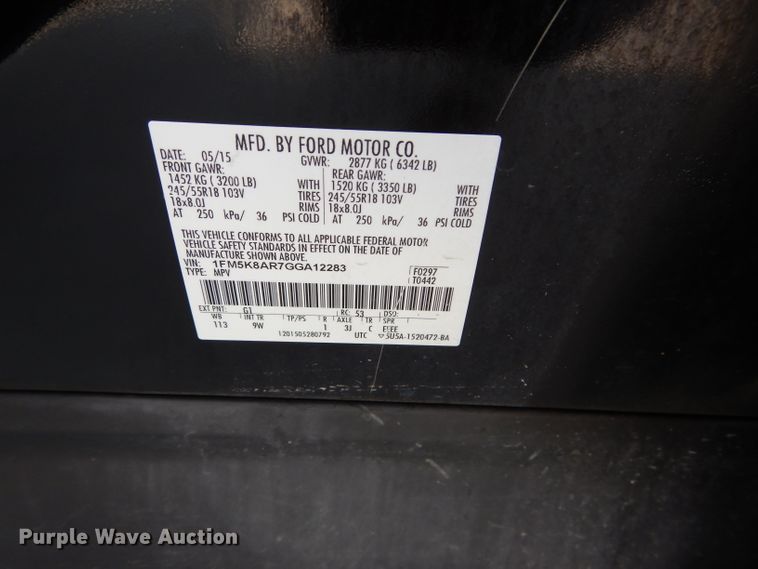 MFD. BY FORD MOTOR CO.
DATE: 05/15 GVWR: 2877 KG ( 6342 LB)
FRONT GAWR: REAR GAWR:
1452 KG ( 3200 LB) WITH 1520 KG ( 3350 LB) WITH
245/55R18 103V TIRES 245/55R18 103V TIRES
18x8.0J RIMS 18x8.0J RIMS
AT 250 kPa/ 36 PSI COLD AT 250 kPa/ 36 PSI COLD
THIS VEHICLE CONFORMS TO ALL APPLICABLE FEDERAL MOTOR
VEHICLE SAFETY STANDARDS IN EFFECT ON THE DATE OF
MANUFACTURE SHOWN ABOVE.
VIN: 1FM5K8AR7GGA12283 F0297
TYPE: MPV T0442
EXT PNT: G1 RC: 53 DSO:
WB INT TR TP/PS R AXLE TR SPR
113 9W 1 3J C EEEE
1201505280792 UTC ▽5U5A-1520472-BA
Purple Wave Auction